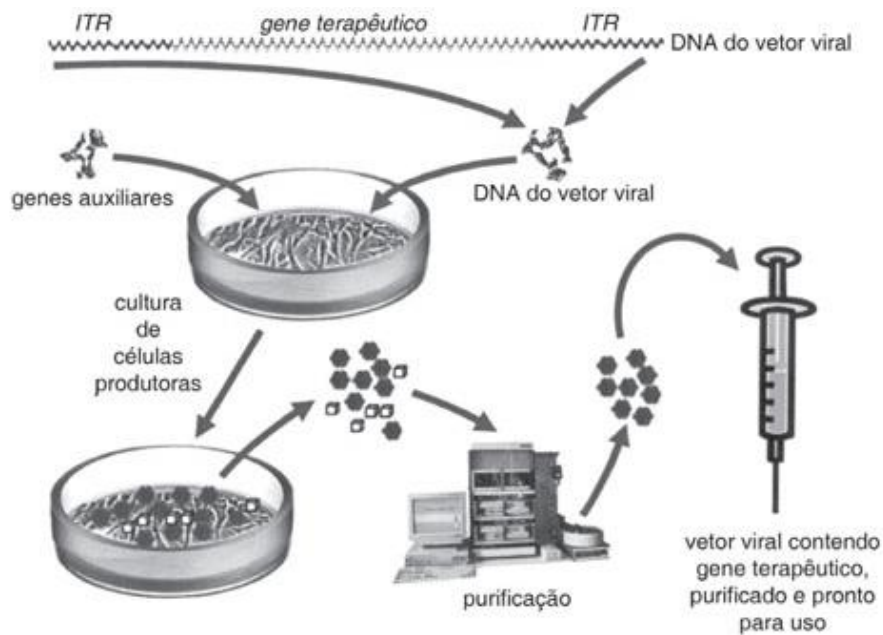 ITR
gene terapêutico
ITR
DNA do vetor viral
genes auxiliares
DNA do vetor viral
cultura
de
células
produtoras
purificação
vetor viral contendo
gene terapêutico,
purificado e pronto
para uso